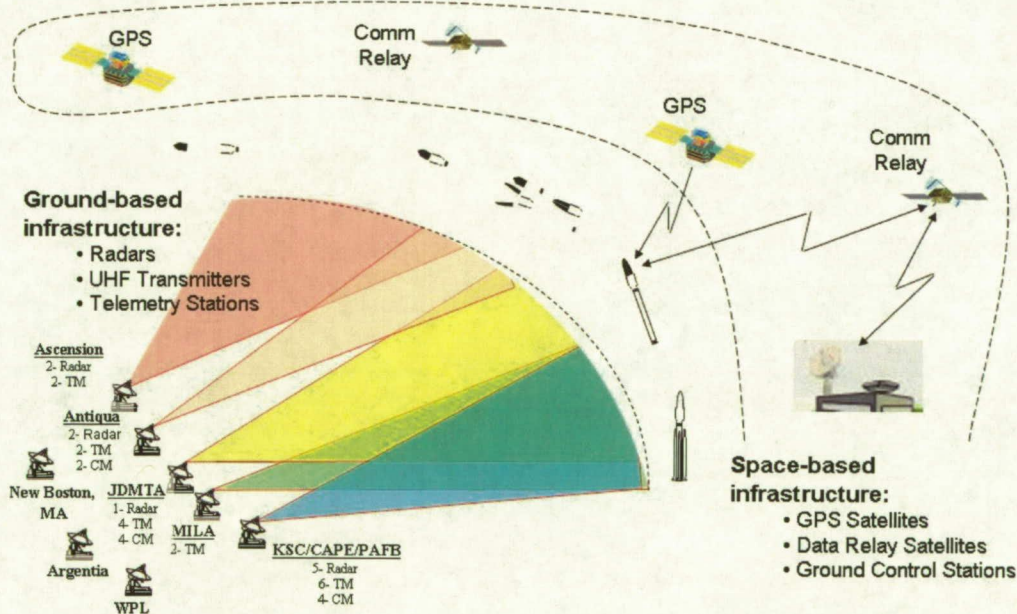 GPS
Comm
Relay
GPS
Comm
Relay
Ground-based
infrastructure:
• Radars
• UHF Transmitters
• Telemetry Stations
Ascension
2- Radar
2- TM
Antiqua
2- Radar
2- TM
2- CM
New Boston,
MA
JDMTA
1- Radar
4- TM
4- CM
MILA
2- TM
Argentia
WPL
KSC/CAPE/PAFB
5- Radar
6- TM
4- CM
Space-based
infrastructure:
• GPS Satellites
• Data Relay Satellites
• Ground Control Stations